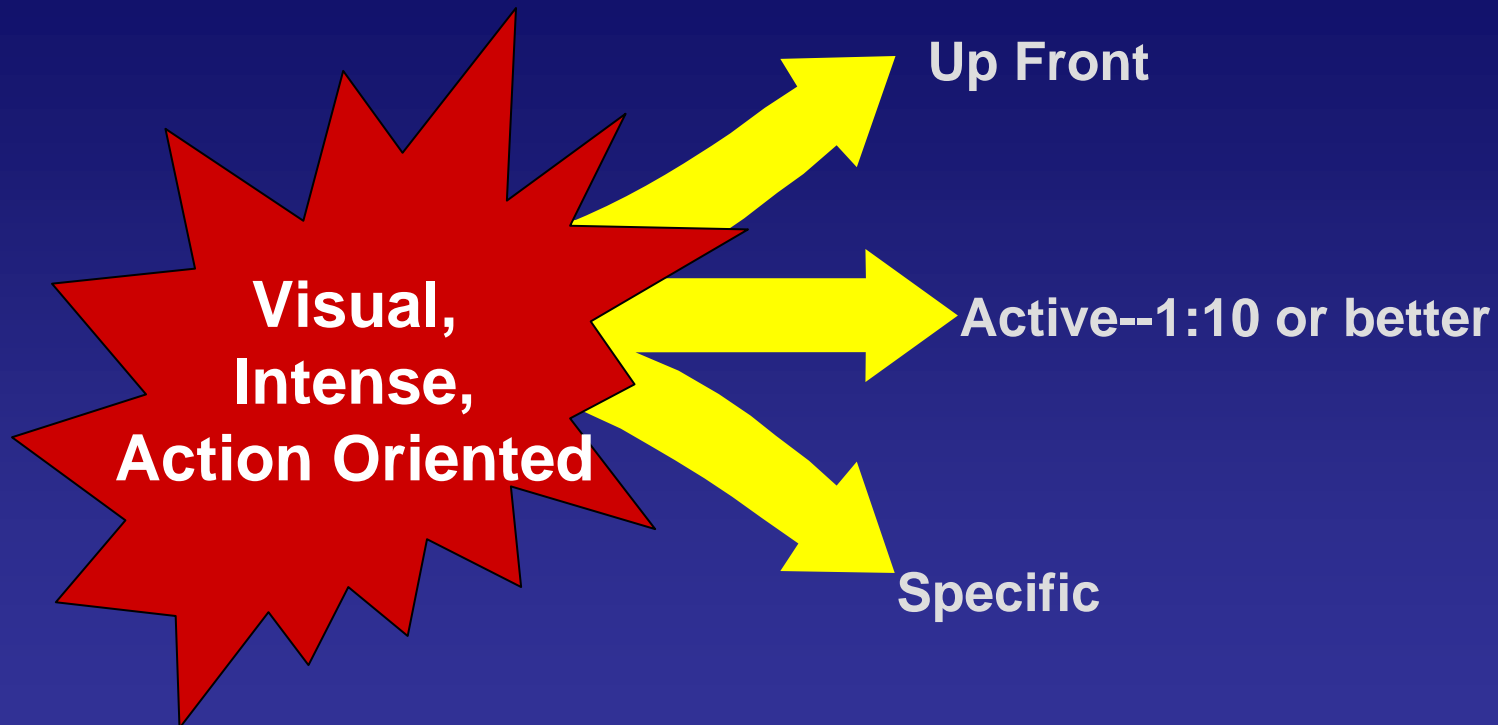 Up Front
Visual,
Intense,
Action Oriented
Active--1:10 or better
Specific